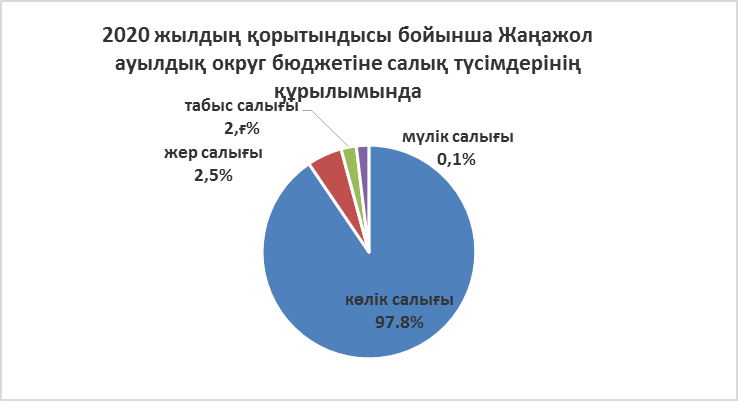 2020 жылдың қорытындысы бойынша Жаңажол
ауылдық округ бюджетіне салық түсімдерінің
құрылымында
табыс салығы
2,ғ%
жер салығы
2,5%
мүлік салығы
0,1%
көлік салығы
97.8%